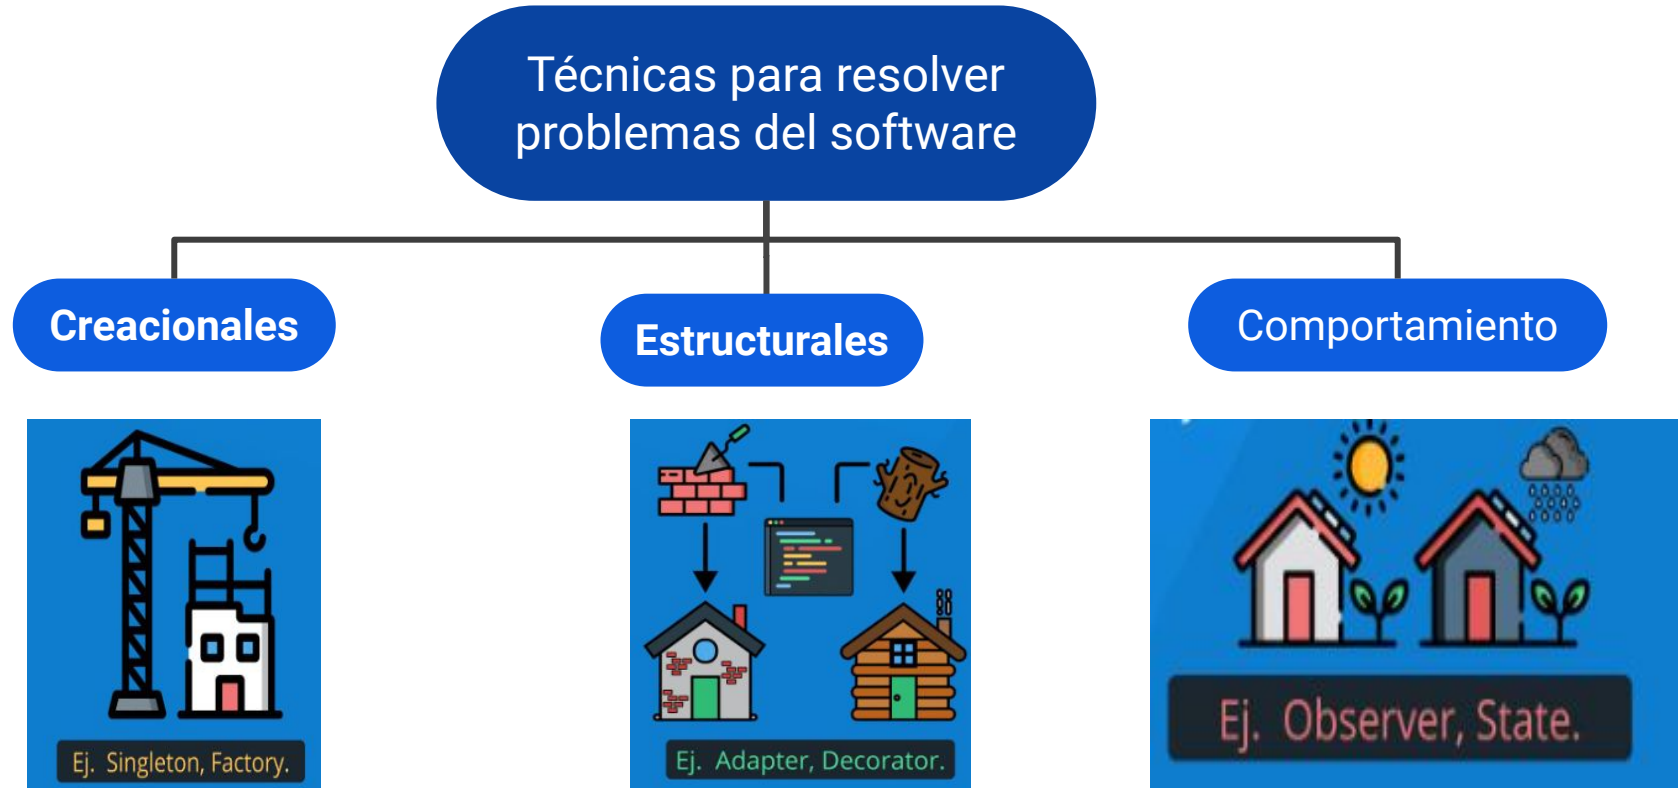 Técnicas para resolver
problemas del software
Creacionales
Estructurales
Comportamiento
Ej. Singleton, Factory.
Ej. Adapter, Decorator.
Ej. Observer, State.